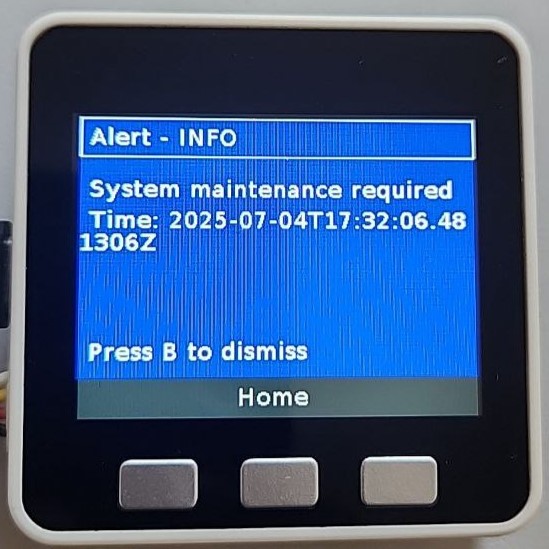 Alert - INFO
System maintenance required
Time: 2025-07-04T17:32:06.48
1306Z
Press B to dismiss
Home